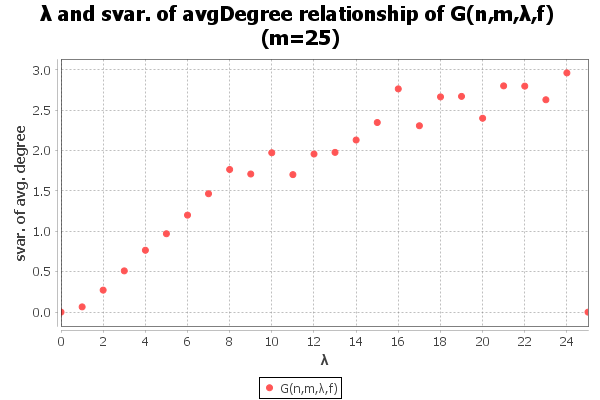 λ and svar. of avgDegree relationship of G(n,m,λ,f)
(m=25)
svar. of avg. degree
3.0
2.5
2.0
1.5
1.0
0.5
0.0
0 2 4 6 8 10 12 14 16 18 20 22 24
λ
G(n,m,λ,f)